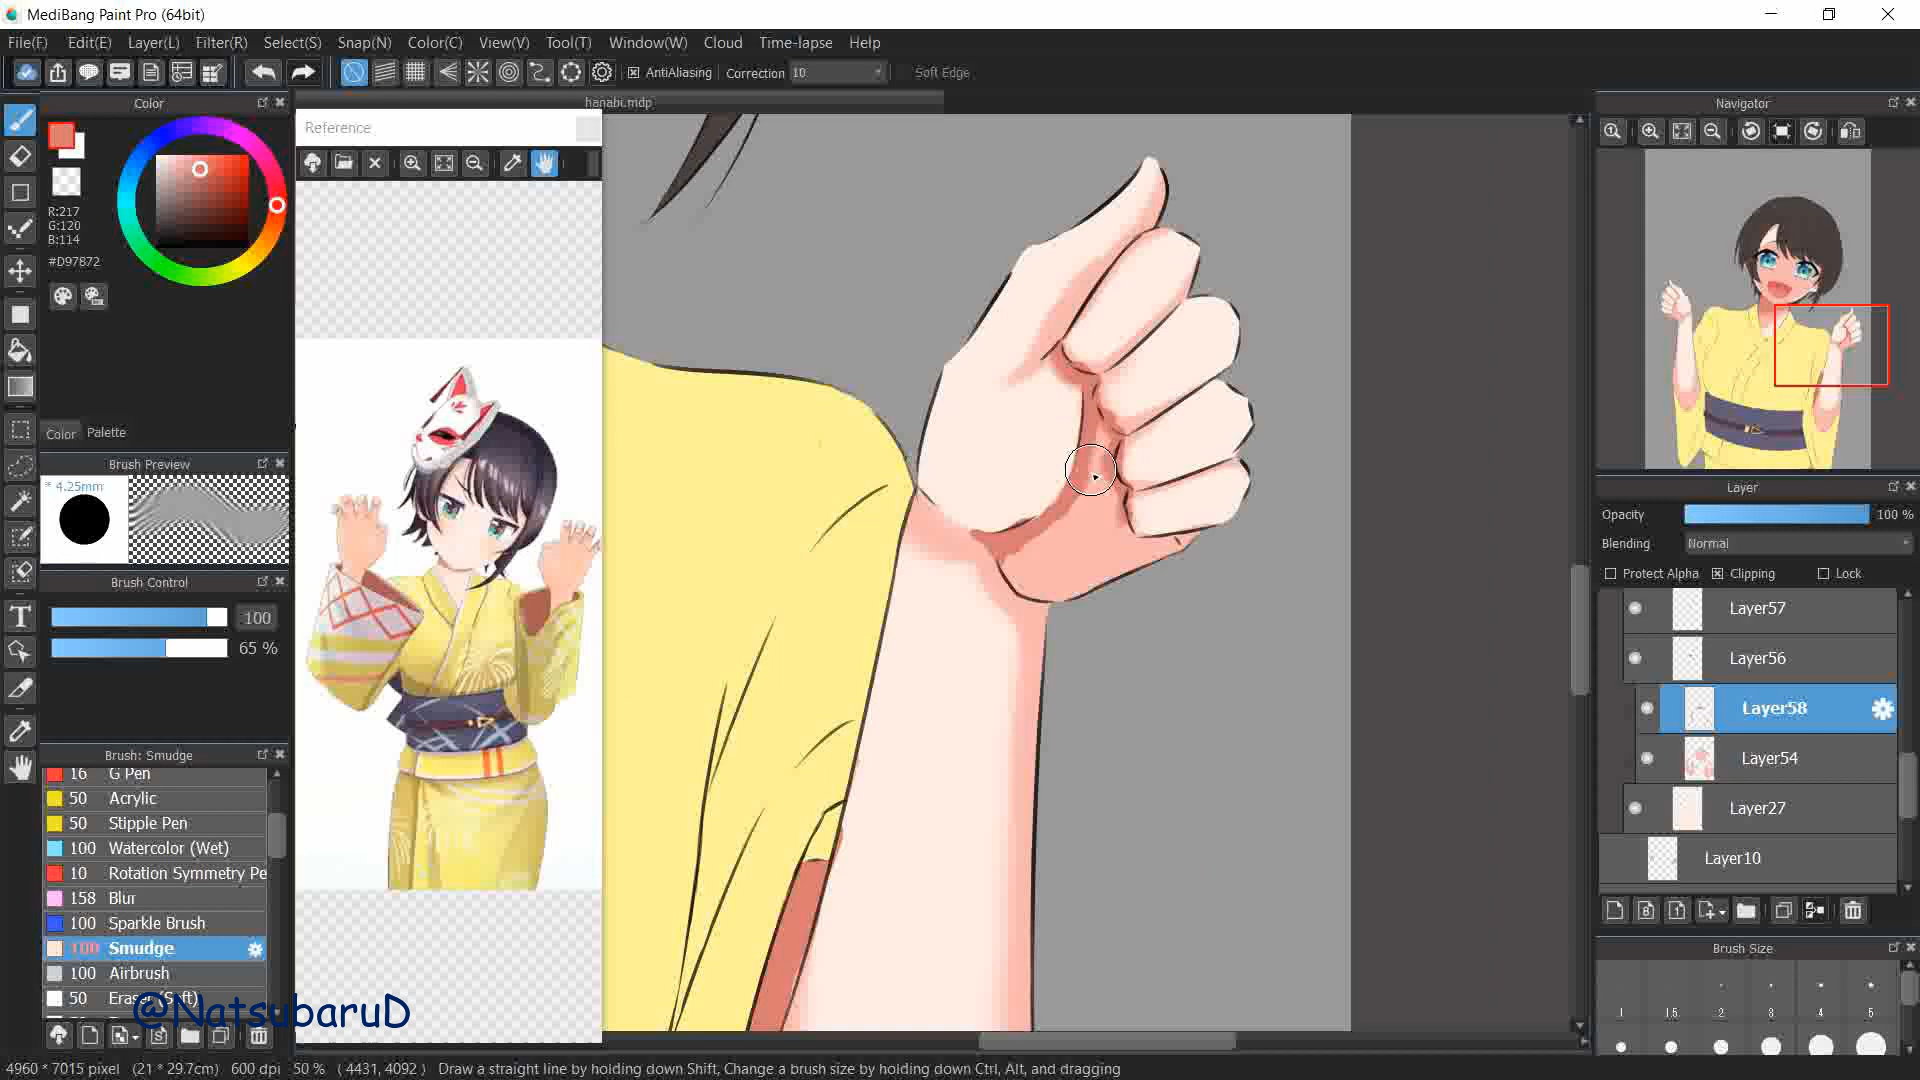 MediBang Paint Pro (64bit)
File(F) Edit(E) Layer(L) Filter(R) Select(S) Snap(N) Color(C) View(V) Tool(T) Window(W) Cloud Time-lapse Help
AntiAliasing Correction 10 Soft Edge
Color
hanabi.mdp
Navigator
Reference
R:217
G:120
B:114
#D97872
Color Palette
Brush Preview
* 4.25mm
Brush Control
100
65 %
Brush: Smudge
16 G Pen
50 Acrylic
50 Stipple Pen
100 Watercolor (Wet)
10 Rotation Symmetry Pe
158 Blur
100 Sparkle Brush
100 Smudge
100 Airbrush
50 Eraser (Soft)
@NatsubaruD
Layer
Opacity 100 %
Blending Normal
Protect Alpha Clipping Lock
Layer57
Layer56
Layer58
Layer54
Layer27
Layer10
Brush Size
1 1.5 2 3 4 5
4960 * 7015 pixel (21 * 29.7cm) 600 dpi 50 % ( 4431, 4092 ) Draw a straight line by holding down Shift, Change a brush size by holding down Ctrl, Alt, and dragging